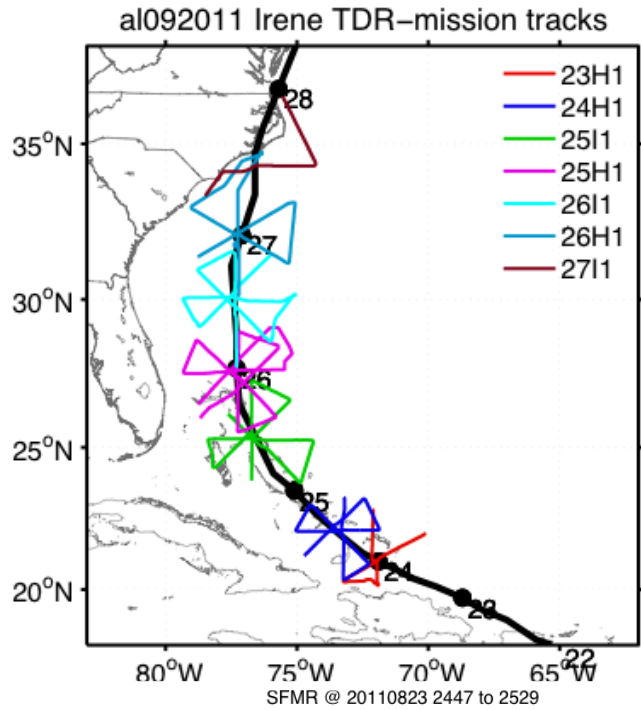 al092011 Irene TDR−mission tracks
23H1
24H1
25I1
25H1
26I1
26H1
27I1
28
27
26
25
24
23
22
35°N
30°N
25°N
20°N
80°W 75°W 70°W 65°W
SFMR @ 20110823 2447 to 2529